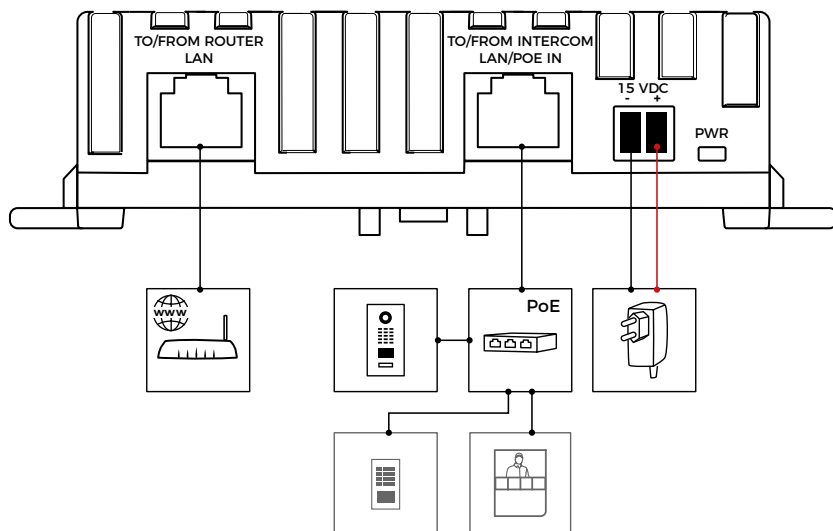 TO/FROM ROUTER
LAN
TO/FROM INTERCOM
LAN/POE IN
15 VDC
- +
PWR
www
PoE